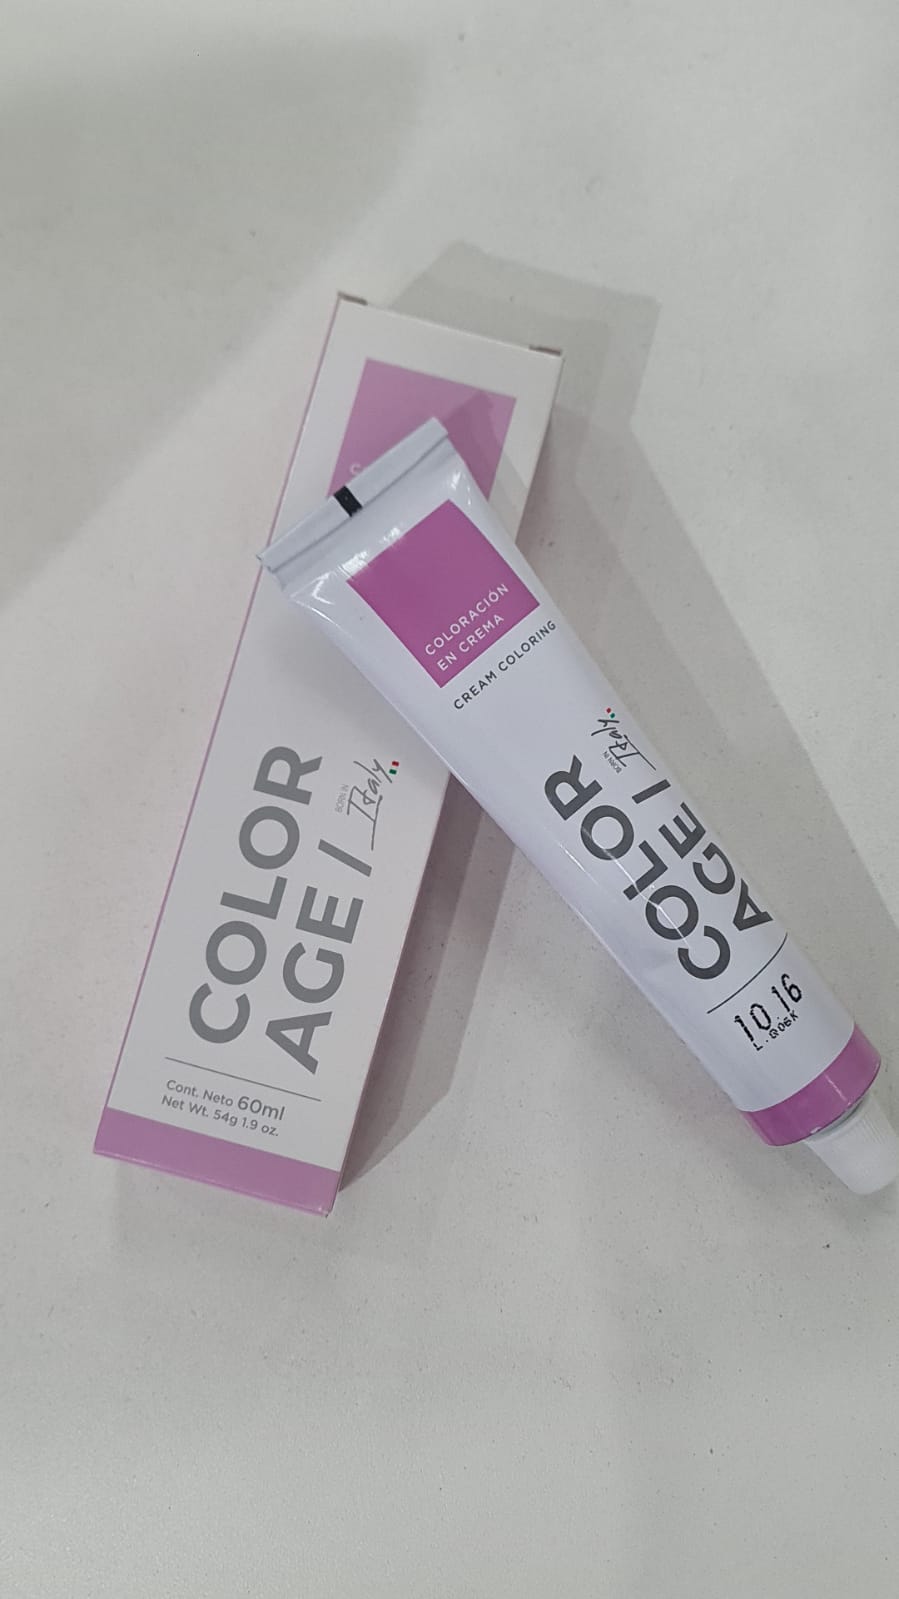 COLORACIÓN
EN CREMA
CREAM COLORING
COLOR
AGE /
BORN IN
Italy
10.16
COLOR
AGE /
BORN IN
Italy
Cont. Neto 60ml
Net Wt. 54g 1.9 oz.